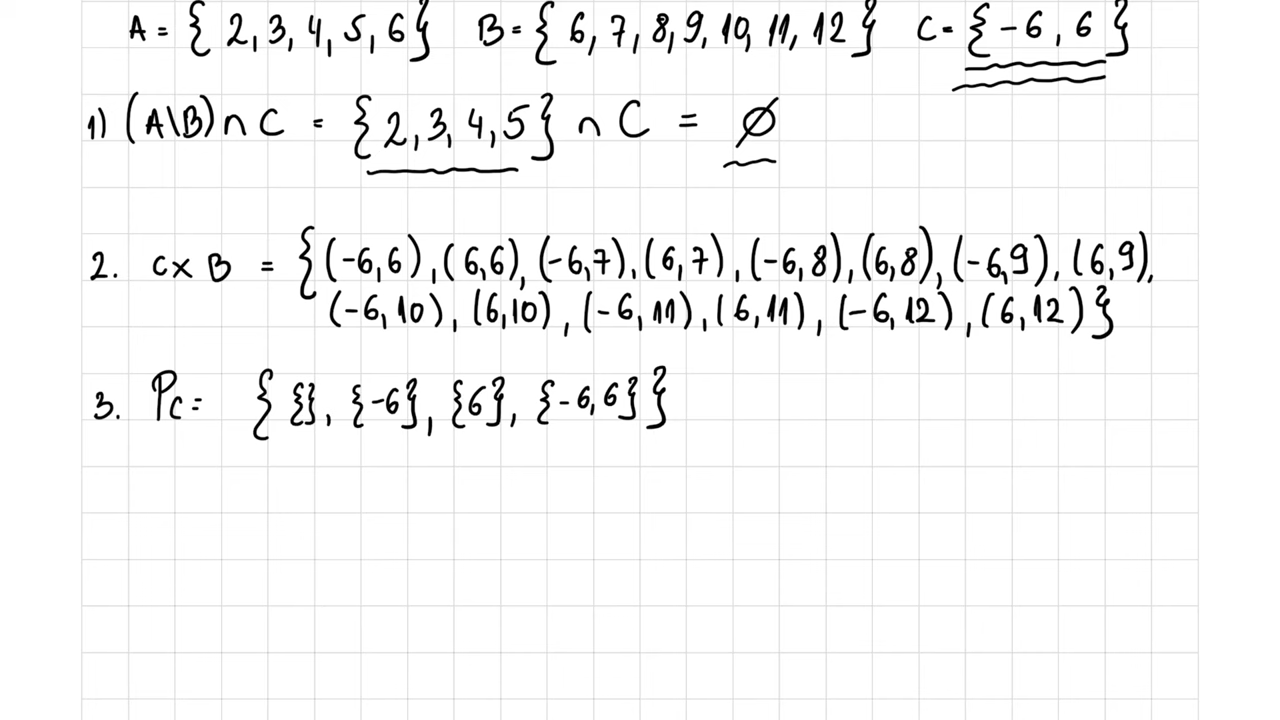 A = { 2, 3, 4, 5, 6 } B = { 6, 7, 8, 9, 10, 11, 12 } C = { -6 , 6 }
1) (A\B) ∩ C = { 2, 3, 4, 5 } ∩ C = ∅
2. C x B = { (-6,6) , (6,6), (-6,7), (6,7) , (-6,8), (6,8), (-6,9), (6,9),
(-6,10) , (6,10) , (-6,11), (6,11) , (-6,12) , (6,12) }
3. Pc = { {}, {-6}, {6}, {-6,6} }